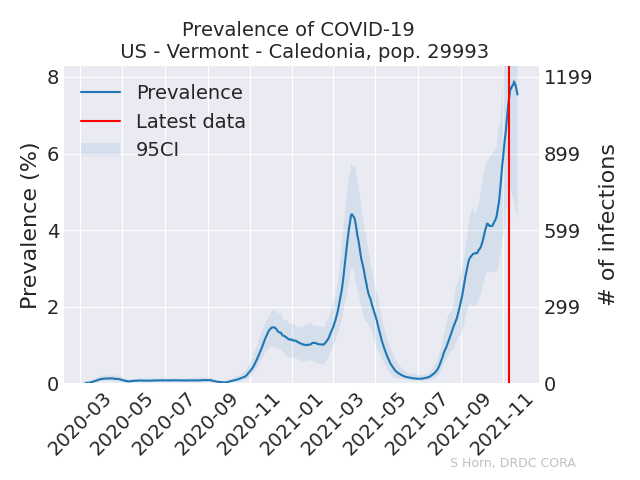 Prevalence of COVID-19
US - Vermont - Caledonia, pop. 29993
Prevalence
Latest data
95CI
Prevalence (%)
8
6
4
2
0
1199
899
599
299
0
# of infections
2020-03
2020-05
2020-07
2020-09
2020-11
2021-01
2021-03
2021-05
2021-07
2021-09
2021-11
S Horn, DRDC CORA